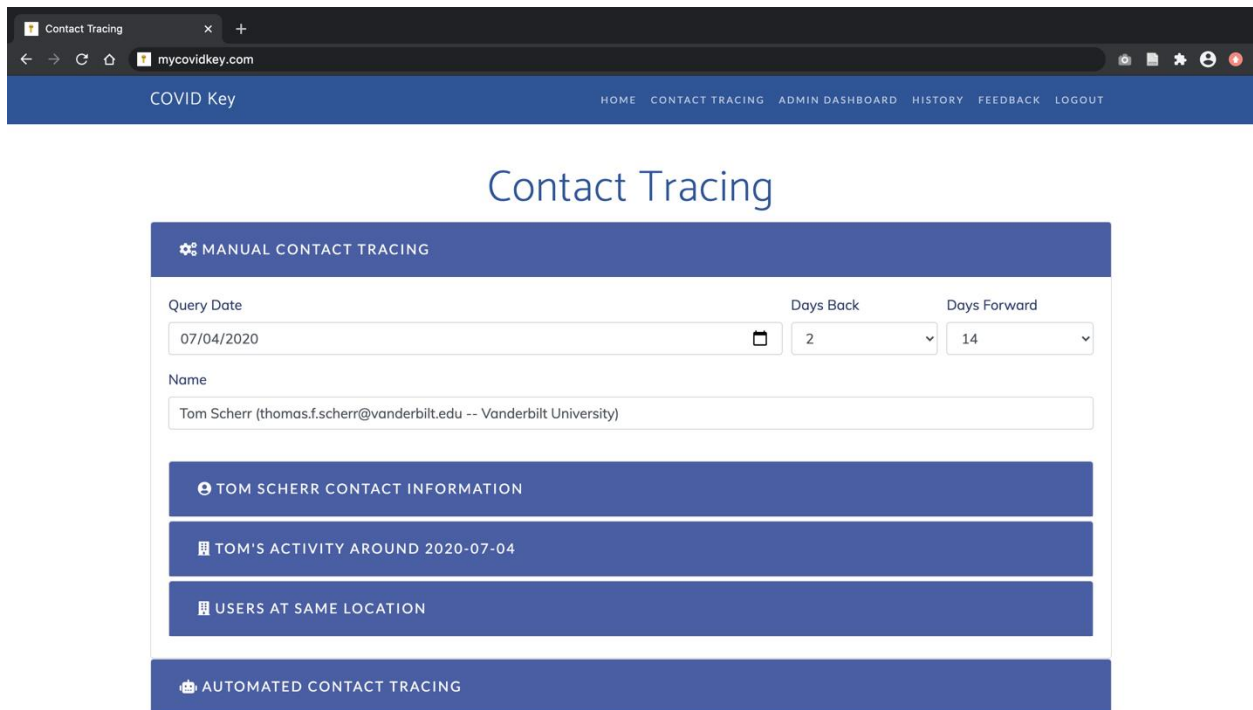 Contact Tracing
mycovidkey.com
COVID Key
HOME CONTACT TRACING ADMIN DASHBOARD HISTORY FEEDBACK LOGOUT
Contact Tracing
MANUAL CONTACT TRACING
Query Date Days Back Days Forward
07/04/2020 2 14
Name
Tom Scherr (thomas.f.scherr@vanderbilt.edu -- Vanderbilt University)
TOM SCHERR CONTACT INFORMATION
TOM'S ACTIVITY AROUND 2020-07-04
USERS AT SAME LOCATION
AUTOMATED CONTACT TRACING